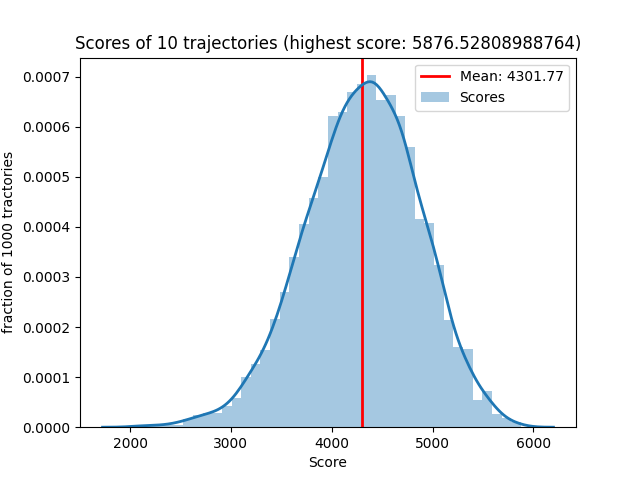 Scores of 10 trajectories (highest score: 5876.52808988764)
Mean: 4301.77
Scores
0.0007
0.0006
0.0005
0.0004
0.0003
0.0002
0.0001
0.0000
fraction of 1000 tractories
2000 3000 4000 5000 6000
Score